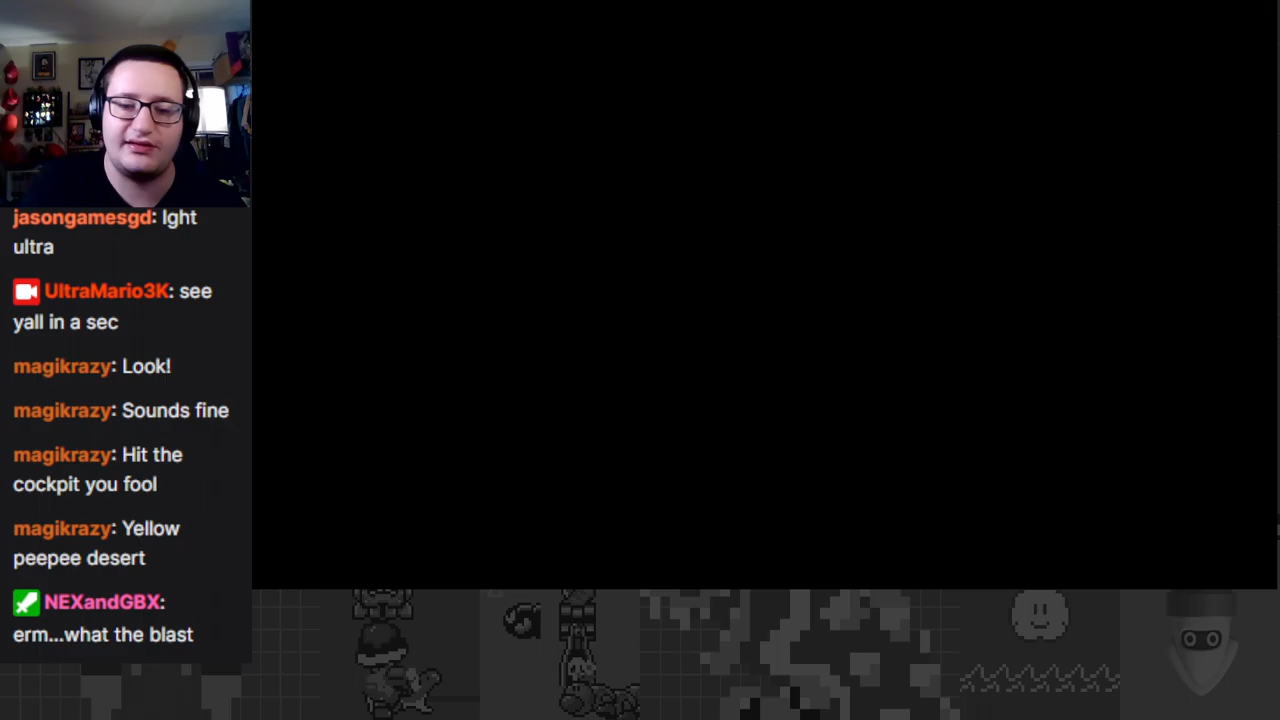 jasongamesgd: Ight
ultra
UltraMario3K: see
yall in a sec
magikrazy: Look!
magikrazy: Sounds fine
magikrazy: Hit the
cockpit you fool
magikrazy: Yellow
peepee desert
NEXandGBX:
erm...what the blast